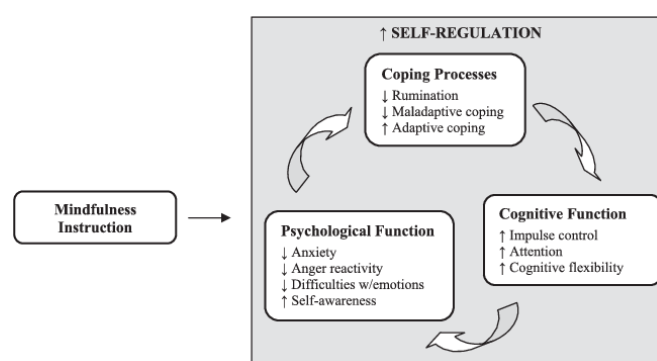 ↑ SELF-REGULATION
Coping Processes
↓ Rumination
↓ Maladaptive coping
↑ Adaptive coping
Mindfulness
Instruction
Psychological Function
↓ Anxiety
↓ Anger reactivity
↓ Difficulties w/emotions
↑ Self-awareness
Cognitive Function
↑ Impulse control
↑ Attention
↑ Cognitive flexibility